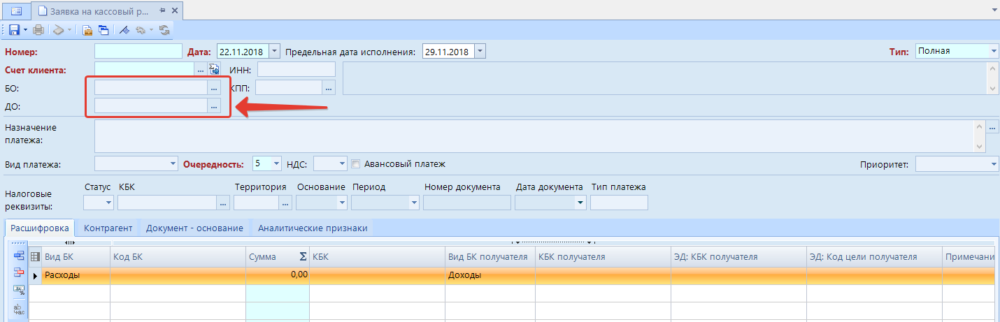 Заявка на кассовый р...
Номер: Дата: 22.11.2018 Предельная дата исполнения: 29.11.2018 Тип: Полная
Счет клиента: ... ИНН:
БО: ... КПП: ...
ДО: ...
Назначение ...
платежа:
Вид платежа: Очередность: 5 НДС: Авансовый платеж Приоритет:
Статус КБК Территория Основание Период Номер документа Дата документа Тип платежа
Налоговые
реквизиты: ... ...
Расшифровка Контрагент Документ - основание Аналитические признаки
Вид БК Код БК Сумма Σ КБК Вид БК получателя КБК получателя ЭД: КБК получателя ЭД: Код цели получателя Примечани
Расходы 0,00 Доходы
%
ab
ac